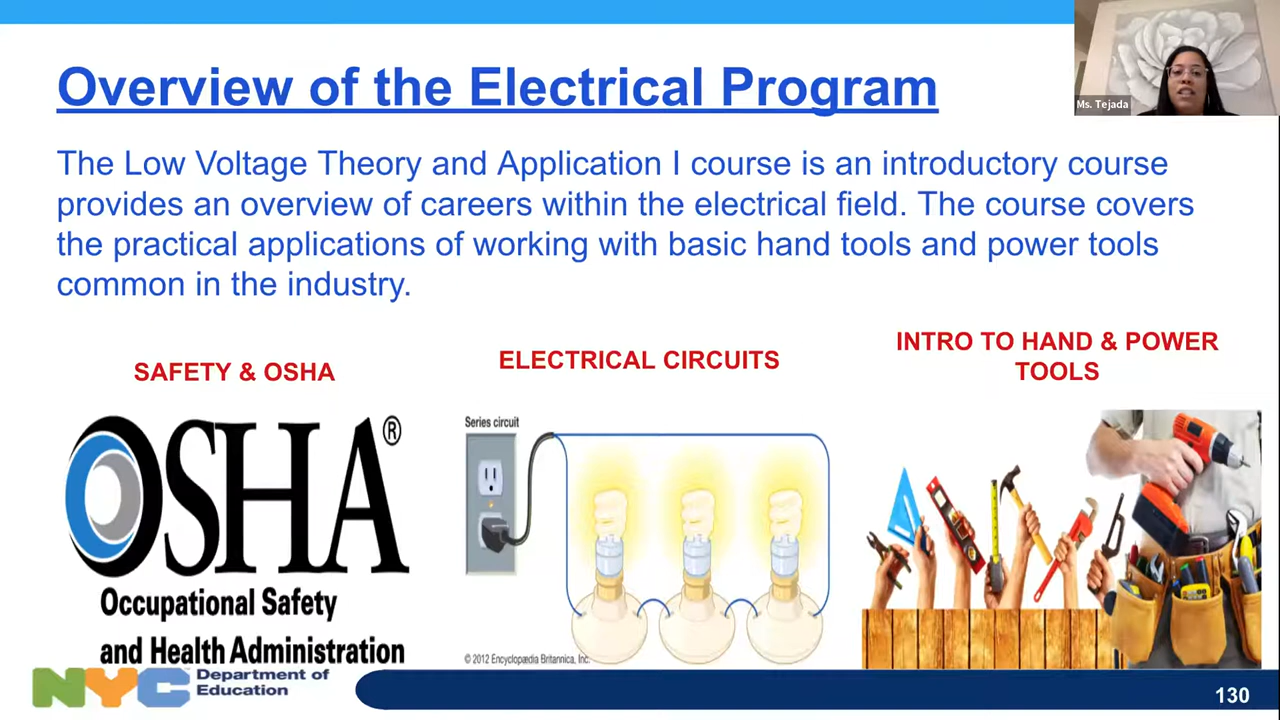 Overview of the Electrical Program
Ms. Tejada
The Low Voltage Theory and Application I course is an introductory course
provides an overview of careers within the electrical field. The course covers
the practical applications of working with basic hand tools and power tools
common in the industry.
SAFETY & OSHA
ELECTRICAL CIRCUITS
INTRO TO HAND & POWER
TOOLS
OSHA®
Occupational Safety
and Health Administration
Series circuit
© 2012 Encyclopædia Britannica, Inc.
NYC
Department of
Education
130